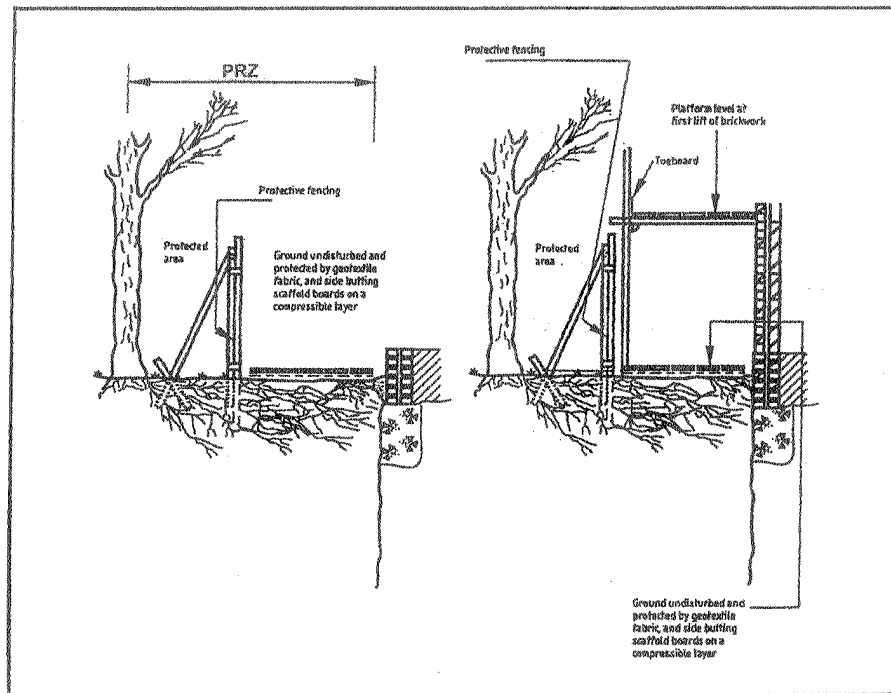 PRZ
Protective fencing
Protected
area
Ground undisturbed and
protected by geotextile
fabric, and side butting
scaffold boards on a
compressible layer
Protective fencing
Platform level at
first lift of brickwork
Toeboard
Protected
area
Ground undisturbed and
protected by geotextile
fabric, and side butting
scaffold boards on a
compressible layer